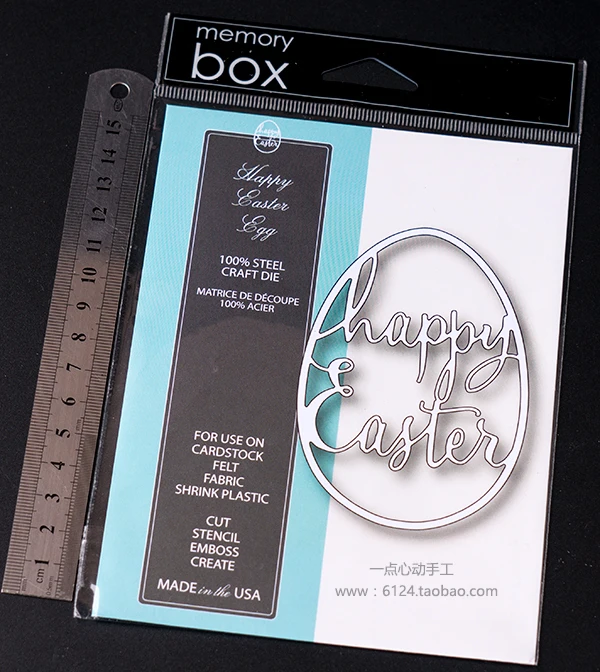 memory
box
happy
Easter
Happy
Easter
Egg
100% STEEL
CRAFT DIE
MATRICE DE DÉCOUPE
100% ACIER
FOR USE ON
CARDSTOCK
FELT
FABRIC
SHRINK PLASTIC
CUT
STENCIL
EMBOSS
CREATE
MADE in the USA
happy
Easter
一点心动手工
www：6124.taobao.com
15
14
13
12
11
10
9
8
7
6
5
4
3
2
cm 1